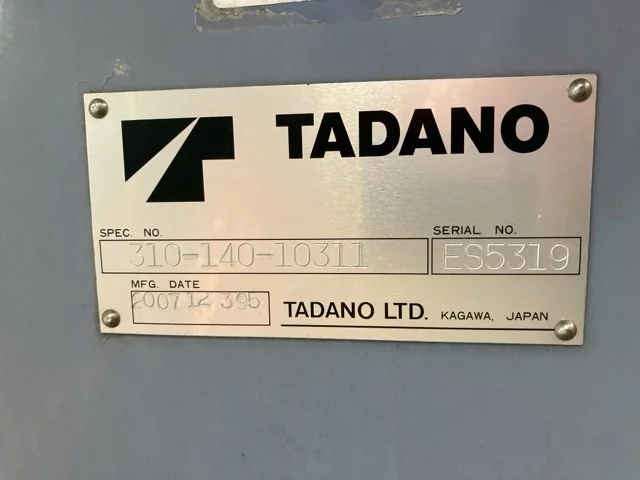 TADANO
SPEC. NO. SERIAL NO.
310-140-10311 ES5319
MFG. DATE
200712 395
TADANO LTD. KAGAWA, JAPAN